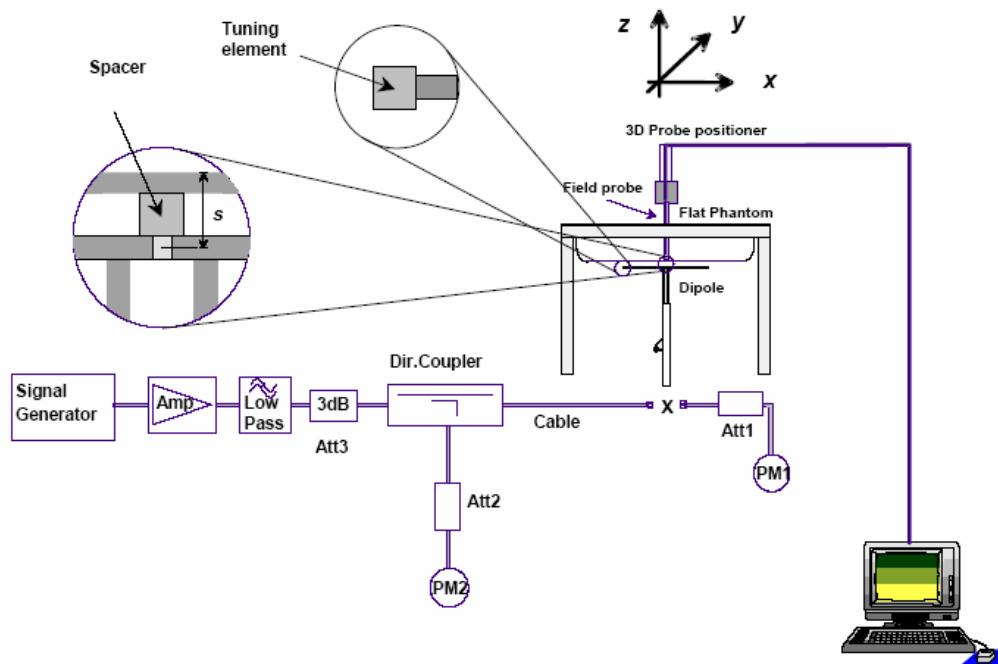 Tuning
element
Spacer
z
y
x
3D Probe positioner
s
Field probe
Flat Phantom
Dipole
Dir.Coupler
Signal
Generator
Amp
Low
Pass
3dB
Att3
Cable
X
Att1
PM1
Att2
PM2